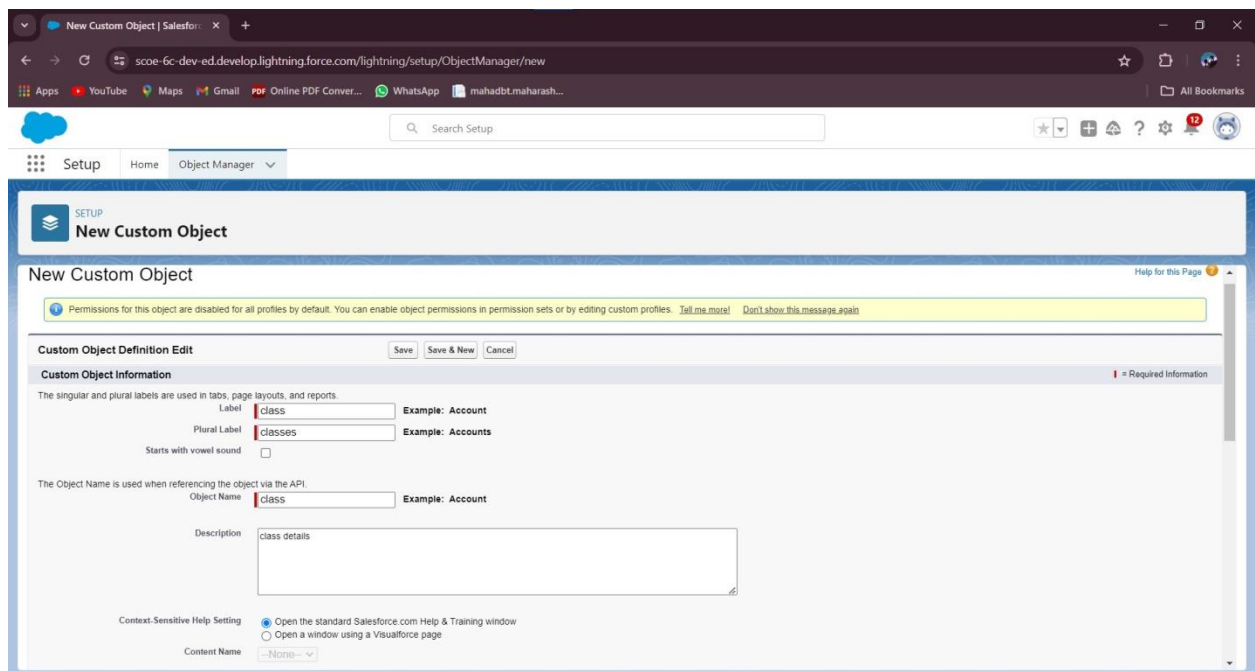 New Custom Object | Salesforc
scoe-6c-dev-ed.develop.lightning.force.com/lightning/setup/ObjectManager/new
Apps YouTube Maps Gmail PDF Online PDF Conver... WhatsApp mahadbt.maharash... All Bookmarks
Search Setup 12
Setup Home Object Manager
SETUP
New Custom Object
New Custom Object Help for this Page ?
Permissions for this object are disabled for all profiles by default. You can enable object permissions in permission sets or by editing custom profiles. Tell me more! Don't show this message again
Custom Object Definition Edit Save Save & New Cancel
Custom Object Information = Required Information
The singular and plural labels are used in tabs, page layouts, and reports.
Label class Example: Account
Plural Label classes Example: Accounts
Starts with vowel sound
The Object Name is used when referencing the object via the API.
Object Name class Example: Account
Description class details
Context-Sensitive Help Setting Open the standard Salesforce.com Help & Training window
Open a window using a Visualforce page
Content Name --None--